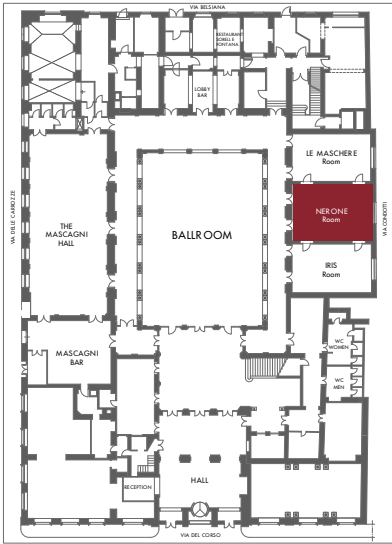 VIA BELSIANA
RESTAURANT
SORELLE
FONTANA
LOBBY
BAR
LE MASCHERE
Room
NERONE
Room
IRIS
Room
VIA DELLE CARROZZE
VIA CONDOTTI
THE
MASCAGNI
HALL
BALLROOM
MASCAGNI
BAR
WC
WOMEN
WC
MEN
HALL
RECEPTION
VIA DEL CORSO